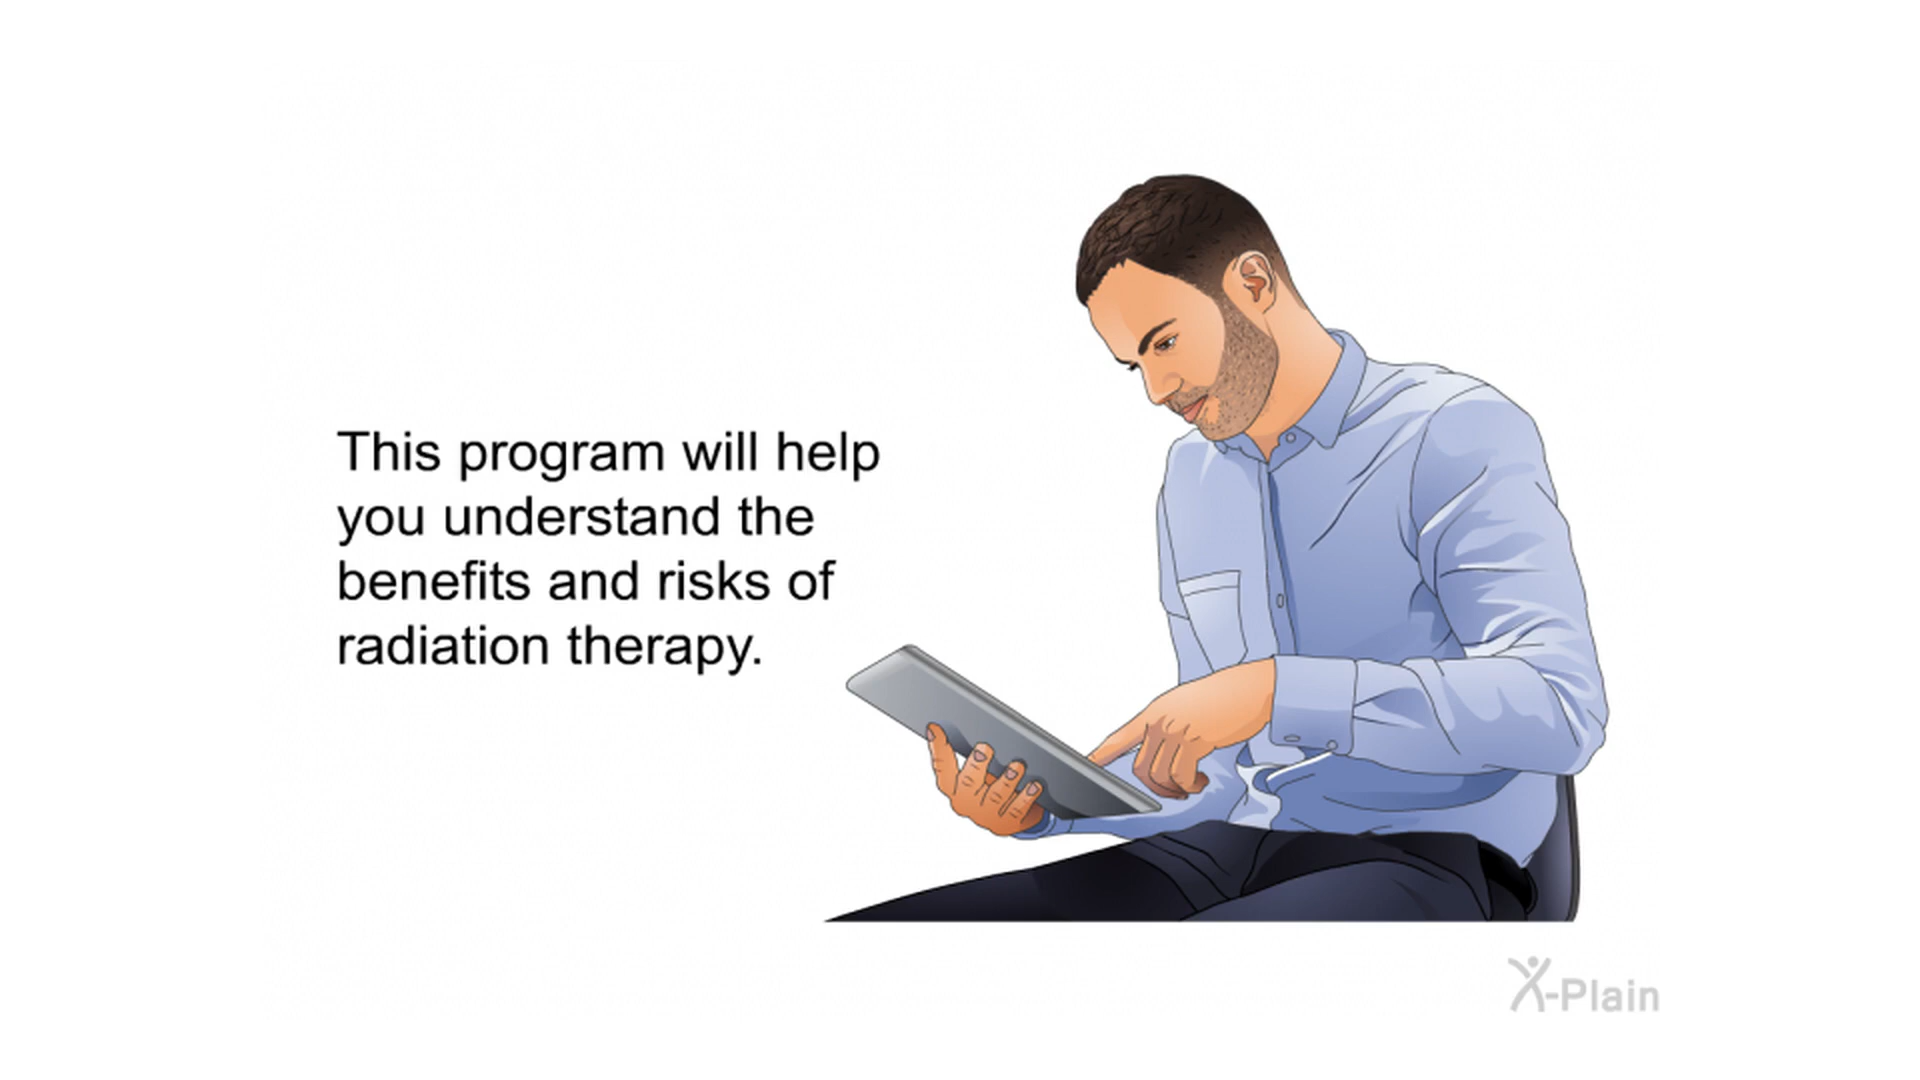 This program will help
you understand the
benefits and risks of
radiation therapy.
X-Plain